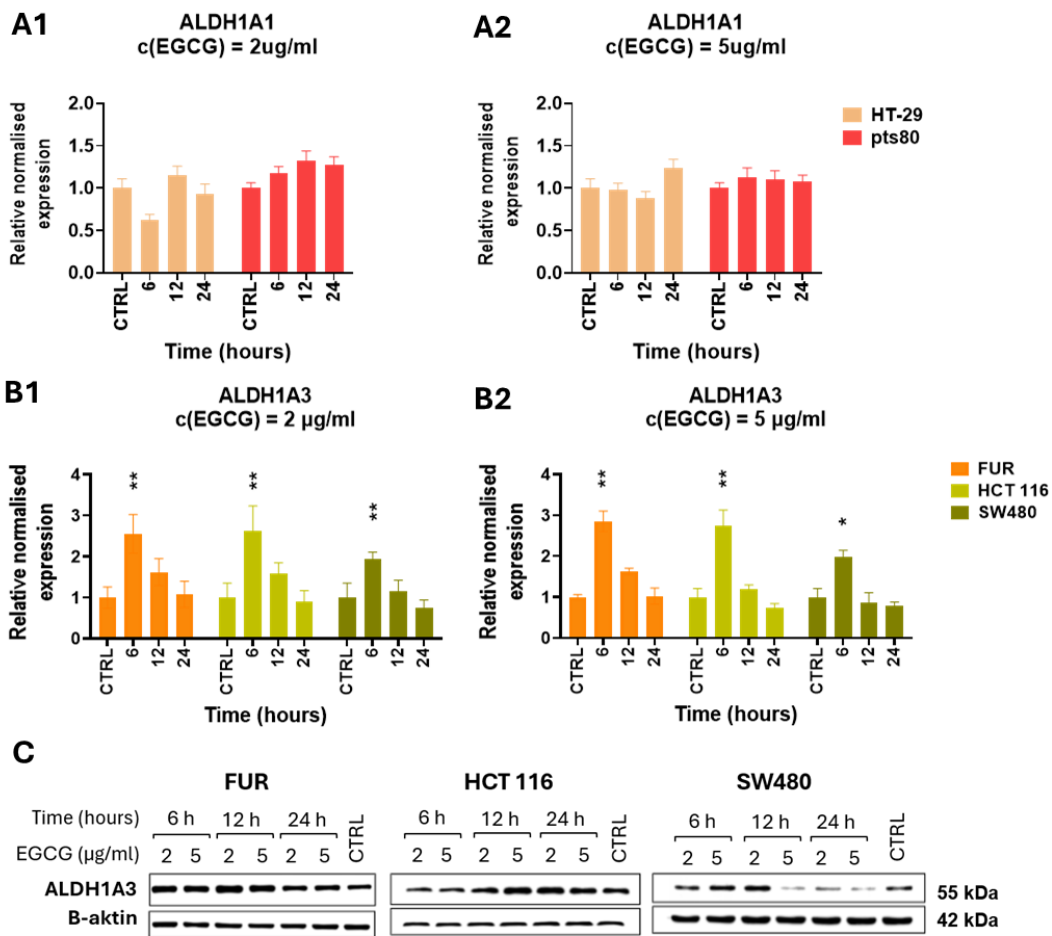 A1
ALDH1A1
c(EGCG) = 2ug/ml
Relative normalised
expression
2.0
1.5
1.0
0.5
0.0
CTRL 6 12 24 CTRL 6 12 24
Time (hours)
A2
ALDH1A1
c(EGCG) = 5ug/ml
Relative normalised
expression
2.0
1.5
1.0
0.5
0.0
CTRL 6 12 24 CTRL 6 12 24
Time (hours)
HT-29
pts80
B1
ALDH1A3
c(EGCG) = 2 µg/ml
Relative normalised
expression
4
3
2
1
0
** ** **
CTRL 6 12 24 CTRL 6 12 24 CTRL 6 12 24
Time (hours)
B2
ALDH1A3
c(EGCG) = 5 µg/ml
Relative normalised
expression
4
3
2
1
0
** ** *
CTRL 6 12 24 CTRL 6 12 24 CTRL 6 12 24
Time (hours)
FUR
HCT 116
SW480
C
FUR HCT 116 SW480
Time (hours) 6 h 12 h 24 h CTRL 6 h 12 h 24 h CTRL 6 h 12 h 24 h CTRL
EGCG (µg/ml) 2 5 2 5 2 5 2 5 2 5 2 5 2 5 2 5 2 5
ALDH1A3 55 kDa
B-aktin 42 kDa